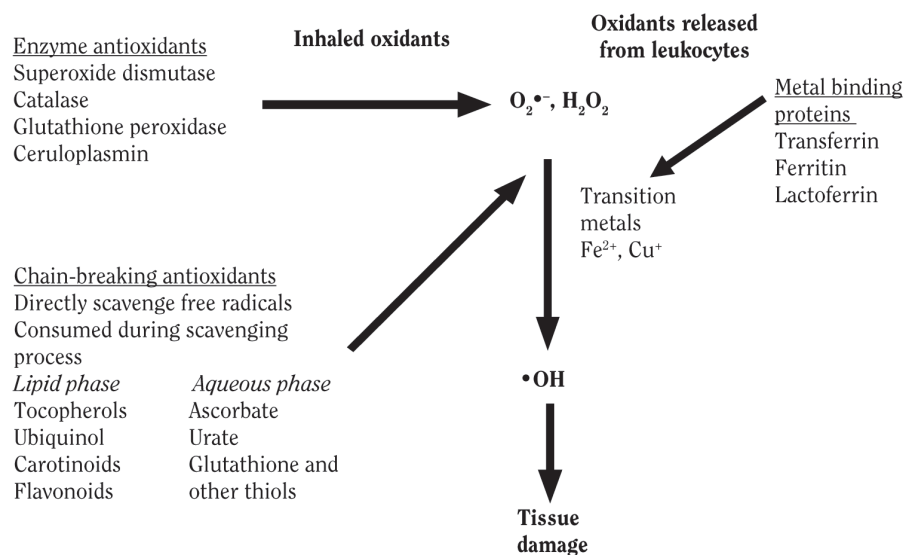 Enzyme antioxidants
Superoxide dismutase
Catalase
Glutathione peroxidase
Ceruloplasmin
Inhaled oxidants
Oxidants released
from leukocytes
O₂•⁻, H₂O₂
Metal binding
proteins
Transferrin
Ferritin
Lactoferrin
Transition
metals
Fe²⁺, Cu⁺
Chain-breaking antioxidants
Directly scavenge free radicals
Consumed during scavenging
process
Lipid phase
Tocopherols
Ubiquinol
Carotinoids
Flavonoids
Aqueous phase
Ascorbate
Urate
Glutathione and
other thiols
•OH
Tissue
damage